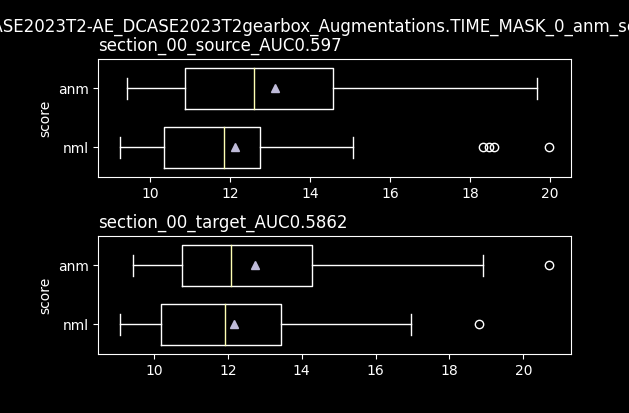 ASE2023T2-AE_DCASE2023T2gearbox_Augmentations.TIME_MASK_0_anm_sc
section_00_source_AUC0.597
anm
nml
score
10 12 14 16 18 20
section_00_target_AUC0.5862
anm
nml
score
10 12 14 16 18 20